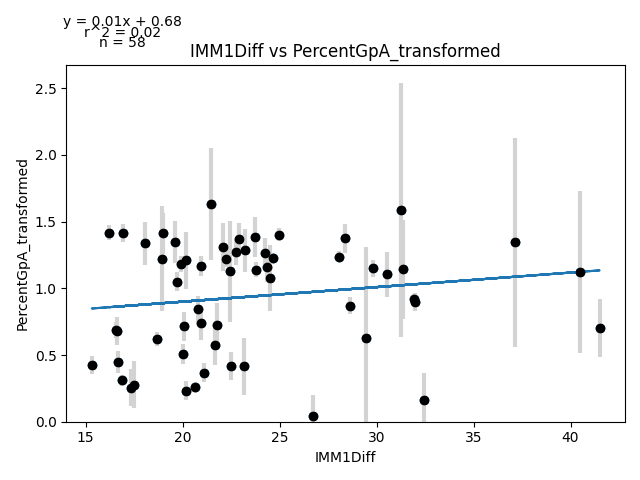 y = 0.01x + 0.68
r^2 = 0.02
n = 58
IMM1Diff vs PercentGpA_transformed
PercentGpA_transformed
2.5
2.0
1.5
1.0
0.5
0.0
15 20 25 30 35 40
IMM1Diff